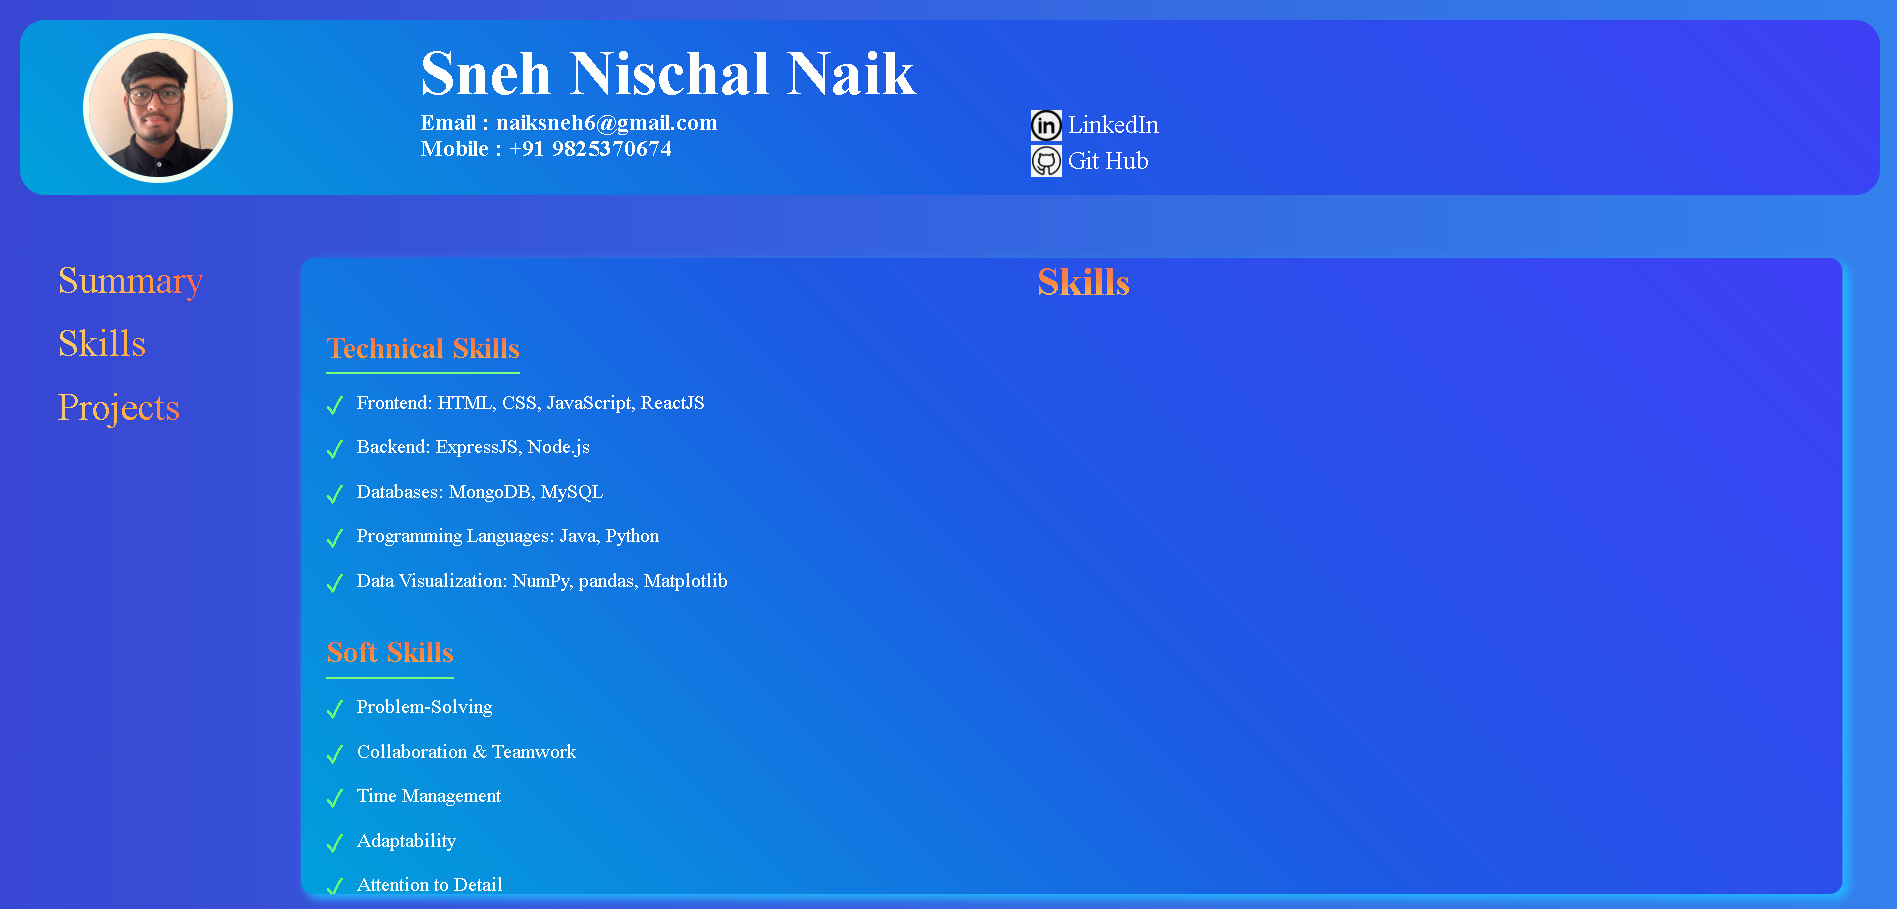 Sneh Nischal Naik
Email : naiksneh6@gmail.com
Mobile : +91 9825370674
in LinkedIn
Git Hub
Summary
Skills
Projects
Skills
Technical Skills
Frontend: HTML, CSS, JavaScript, ReactJS
Backend: ExpressJS, Node.js
Databases: MongoDB, MySQL
Programming Languages: Java, Python
Data Visualization: NumPy, pandas, Matplotlib
Soft Skills
Problem-Solving
Collaboration & Teamwork
Time Management
Adaptability
Attention to Detail